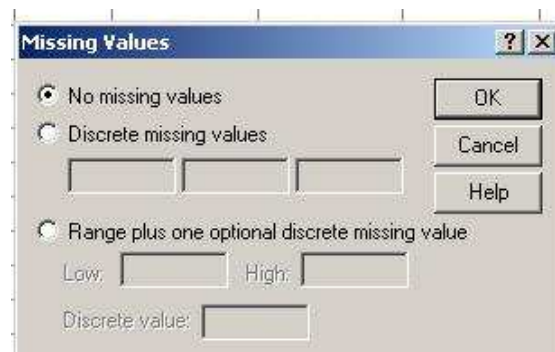 Missing Values
No missing values
OK
Discrete missing values
Cancel
Help
Range plus one optional discrete missing value
Low: High:
Discrete value: